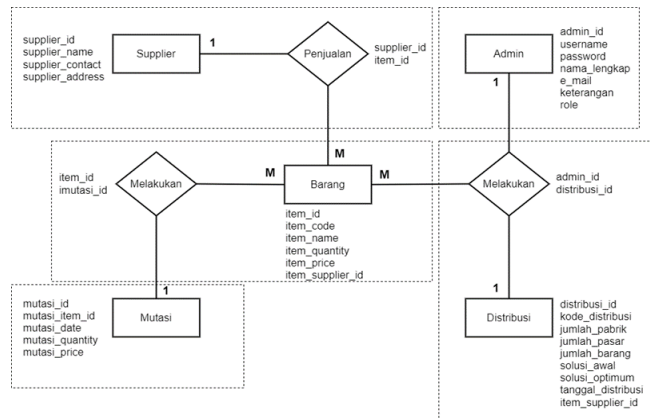 supplier_id
supplier_name
supplier_contact
supplier_address
Supplier
1
Penjualan
supplier_id
item_id
Admin
1
admin_id
username
password
nama_lengkap
e_mail
keterangan
role
item_id
imutasi_id
Melakukan
M
M
Barang
M
item_id
item_code
item_name
item_quantity
item_price
item_supplier_id
Melakukan
admin_id
distribusi_id
mutasi_id
mutasi_item_id
mutasi_date
mutasi_quantity
mutasi_price
1
Mutasi
1
Distribusi
distribusi_id
kode_distribusi
jumlah_pabrik
jumlah_pasar
jumlah_barang
solusi_awal
solusi_optimum
tanggal_distribusi
item_supplier_id